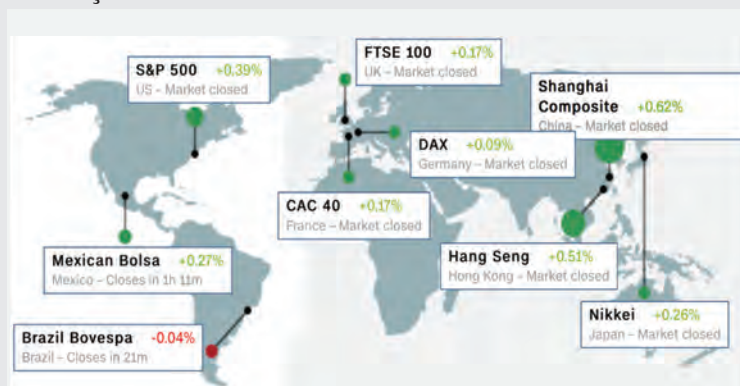 S&P 500 +0.39%
US – Market closed
FTSE 100 +0.17%
UK – Market closed
Shanghai
Composite +0.62%
China – Market closed
DAX +0.09%
Germany – Market closed
CAC 40 +0.17%
France – Market closed
Mexican Bolsa +0.27%
Mexico – Closes in 1h 11m
Hang Seng +0.51%
Hong Kong – Market closed
Brazil Bovespa -0.04%
Brazil – Closes in 21m
Nikkei +0.26%
Japan – Market closed